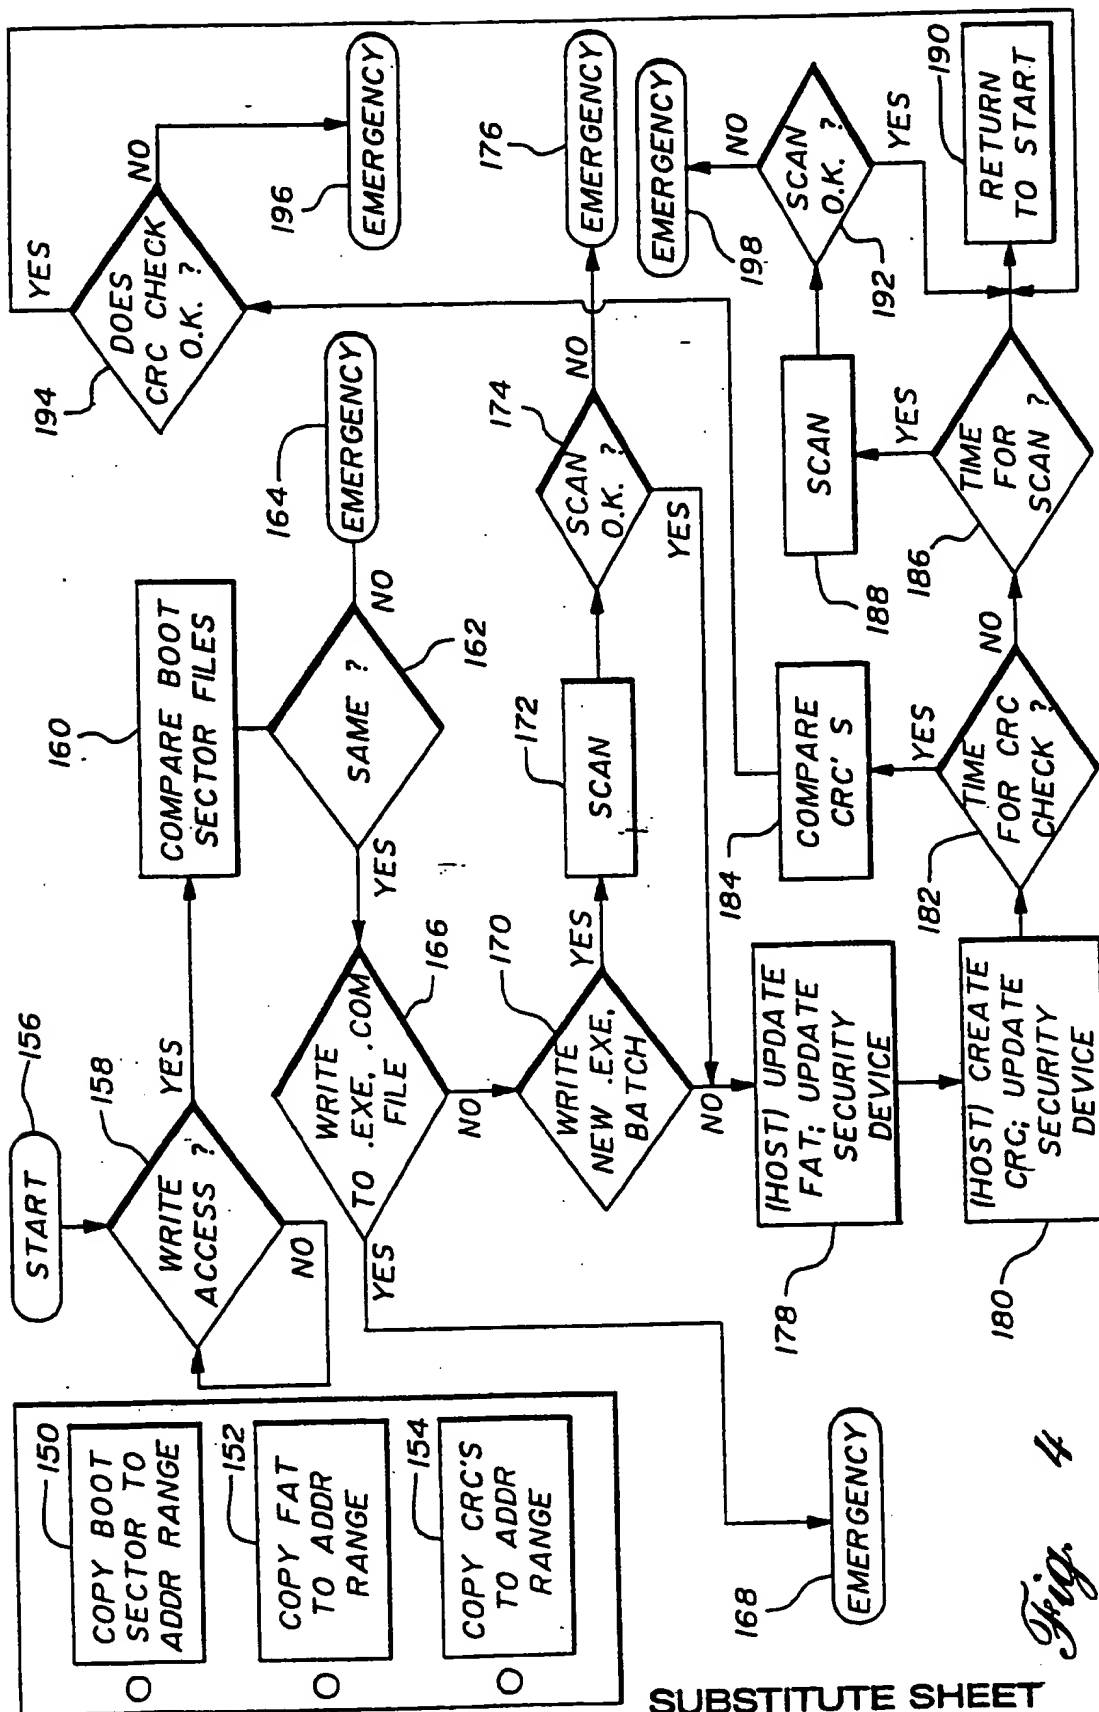 150
COPY BOOT
SECTOR TO
ADDR RANGE
152
COPY FAT
TO ADDR
RANGE
154
COPY CRC'S
TO ADDR
RANGE
156
START
158
WRITE
ACCESS ?
YES
NO
160
COMPARE BOOT
SECTOR FILES
162
SAME ?
NO
YES
164
EMERGENCY
166
WRITE
TO .EXE, .COM
FILE
YES
NO
168
EMERGENCY
170
WRITE
NEW .EXE,
BATCH
YES
NO
172
SCAN
174
SCAN
O.K. ?
NO
YES
176
EMERGENCY
178
(HOST) UPDATE
FAT; UPDATE
SECURITY
DEVICE
180
(HOST) CREATE
CRC; UPDATE
SECURITY
DEVICE
182
TIME
FOR CRC
CHECK ?
YES
NO
184
COMPARE
CRC' S
186
TIME
FOR
SCAN ?
YES
188
SCAN
190
RETURN
TO START
192
SCAN
O.K. ?
NO
YES
194
DOES
CRC CHECK
O.K. ?
YES
NO
196
EMERGENCY
198
EMERGENCY
Fig. 4
SUBSTITUTE SHEET